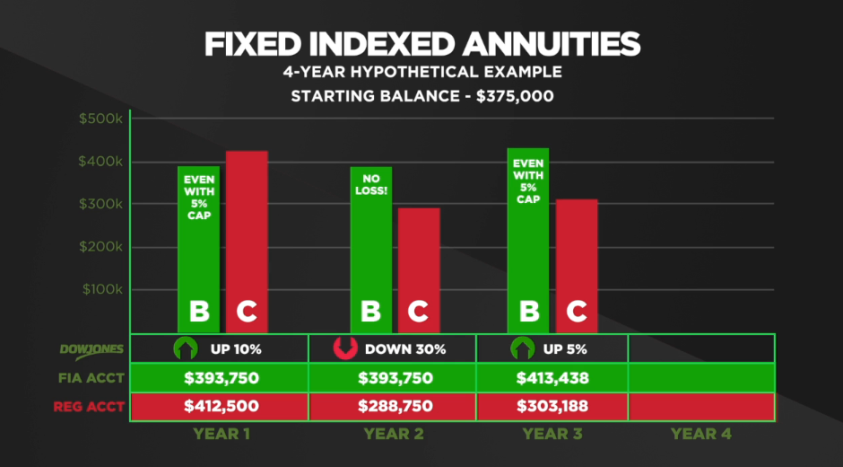 FIXED INDEXED ANNUITIES
4-YEAR HYPOTHETICAL EXAMPLE
STARTING BALANCE - $375,000
$500k
$400k
$300k
$200k
$100k
EVEN
WITH
5%
CAP
B
C
NO
LOSS!
B
C
EVEN
WITH
5%
CAP
B
C
DOWJONES UP 10% DOWN 30% UP 5%
FIA ACCT $393,750 $393,750 $413,438
REG ACCT $412,500 $288,750 $303,188
YEAR 1 YEAR 2 YEAR 3 YEAR 4